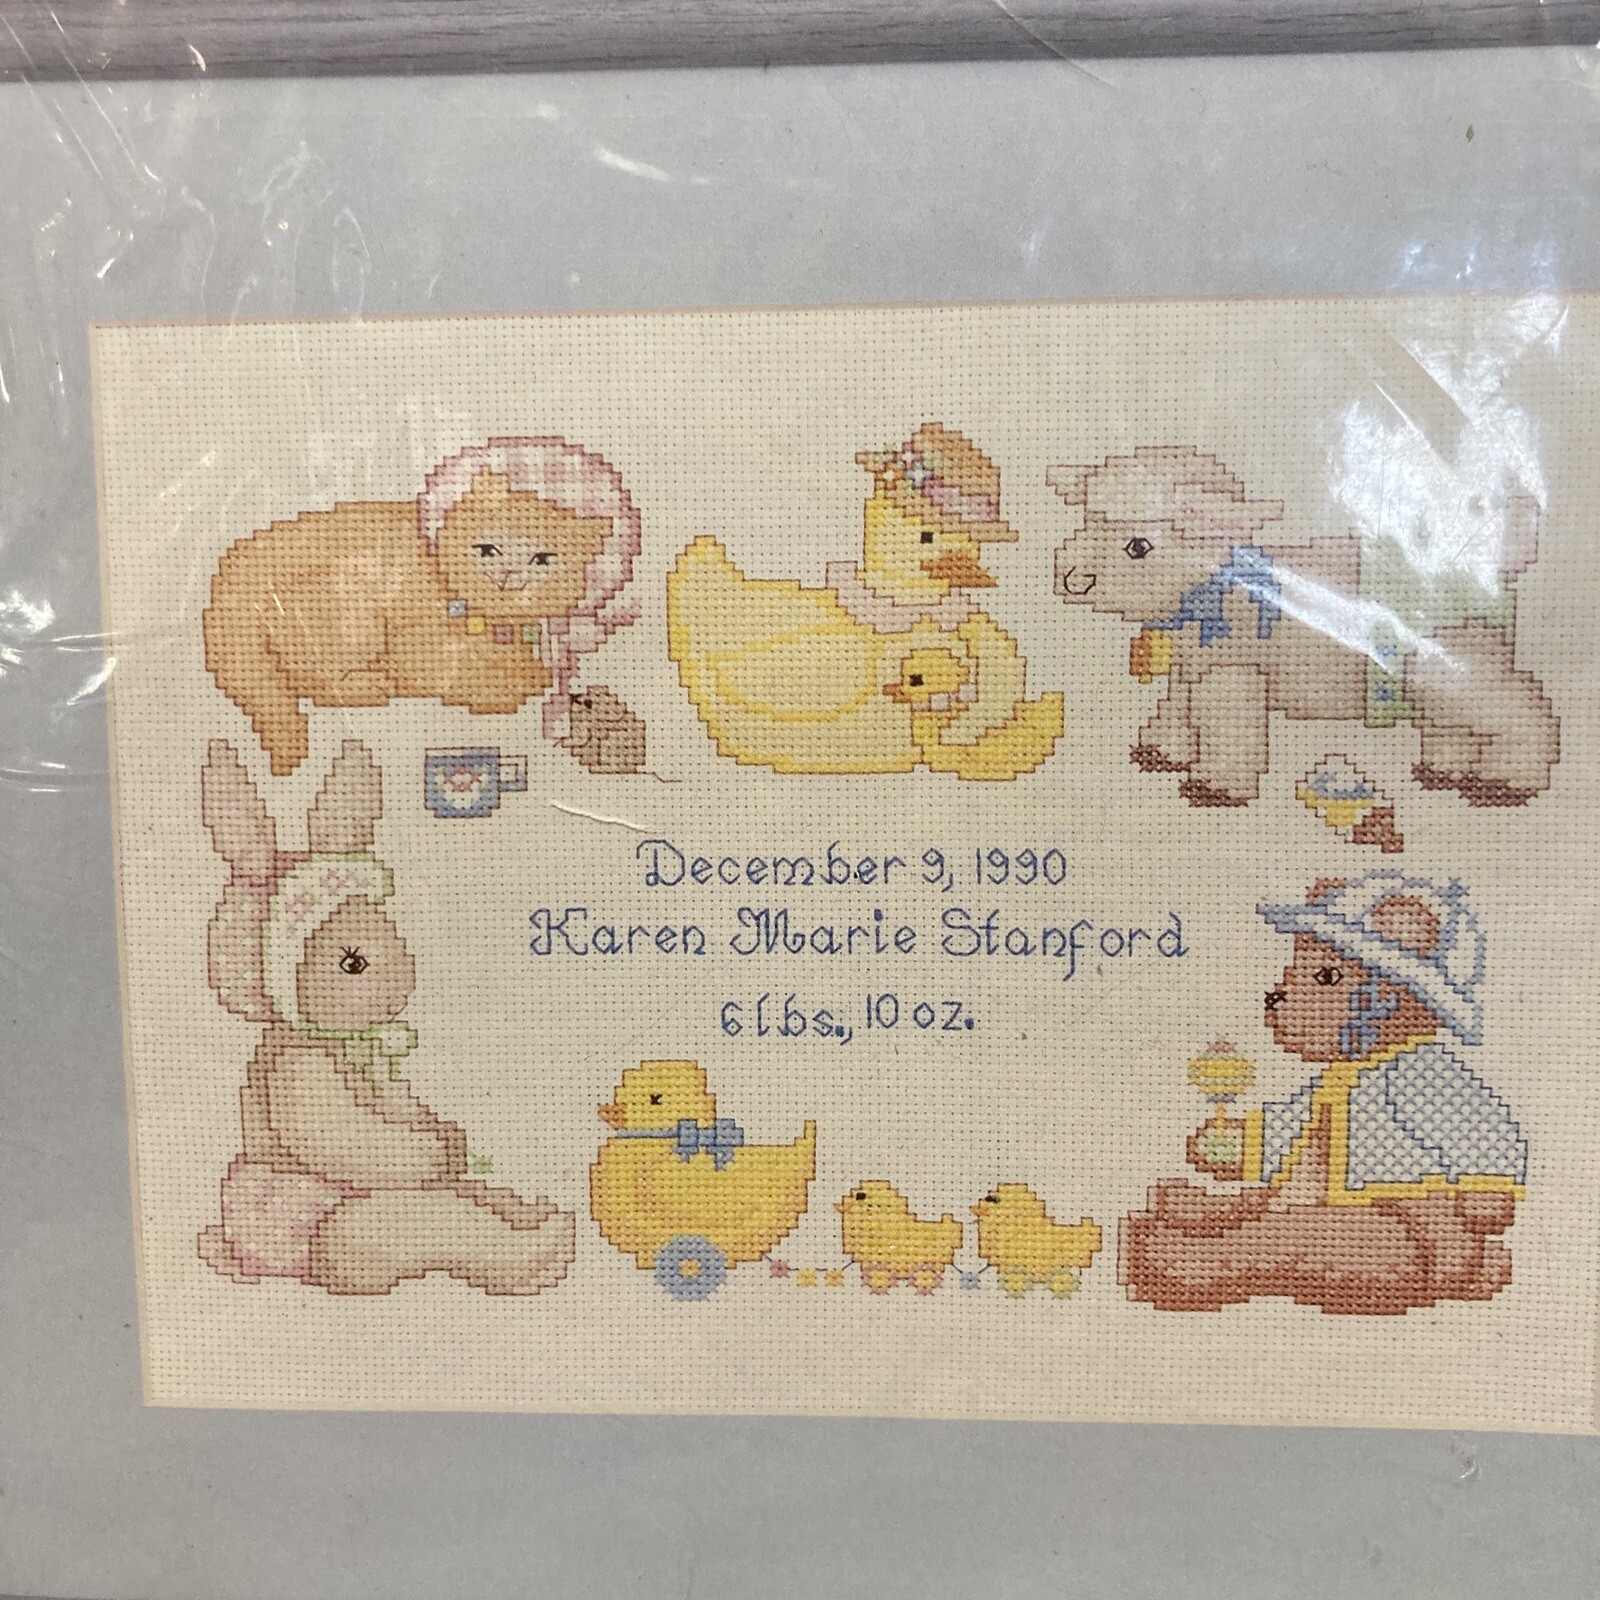 December 9, 1990
Karen Marie Stanford
6 lbs., 10 oz.